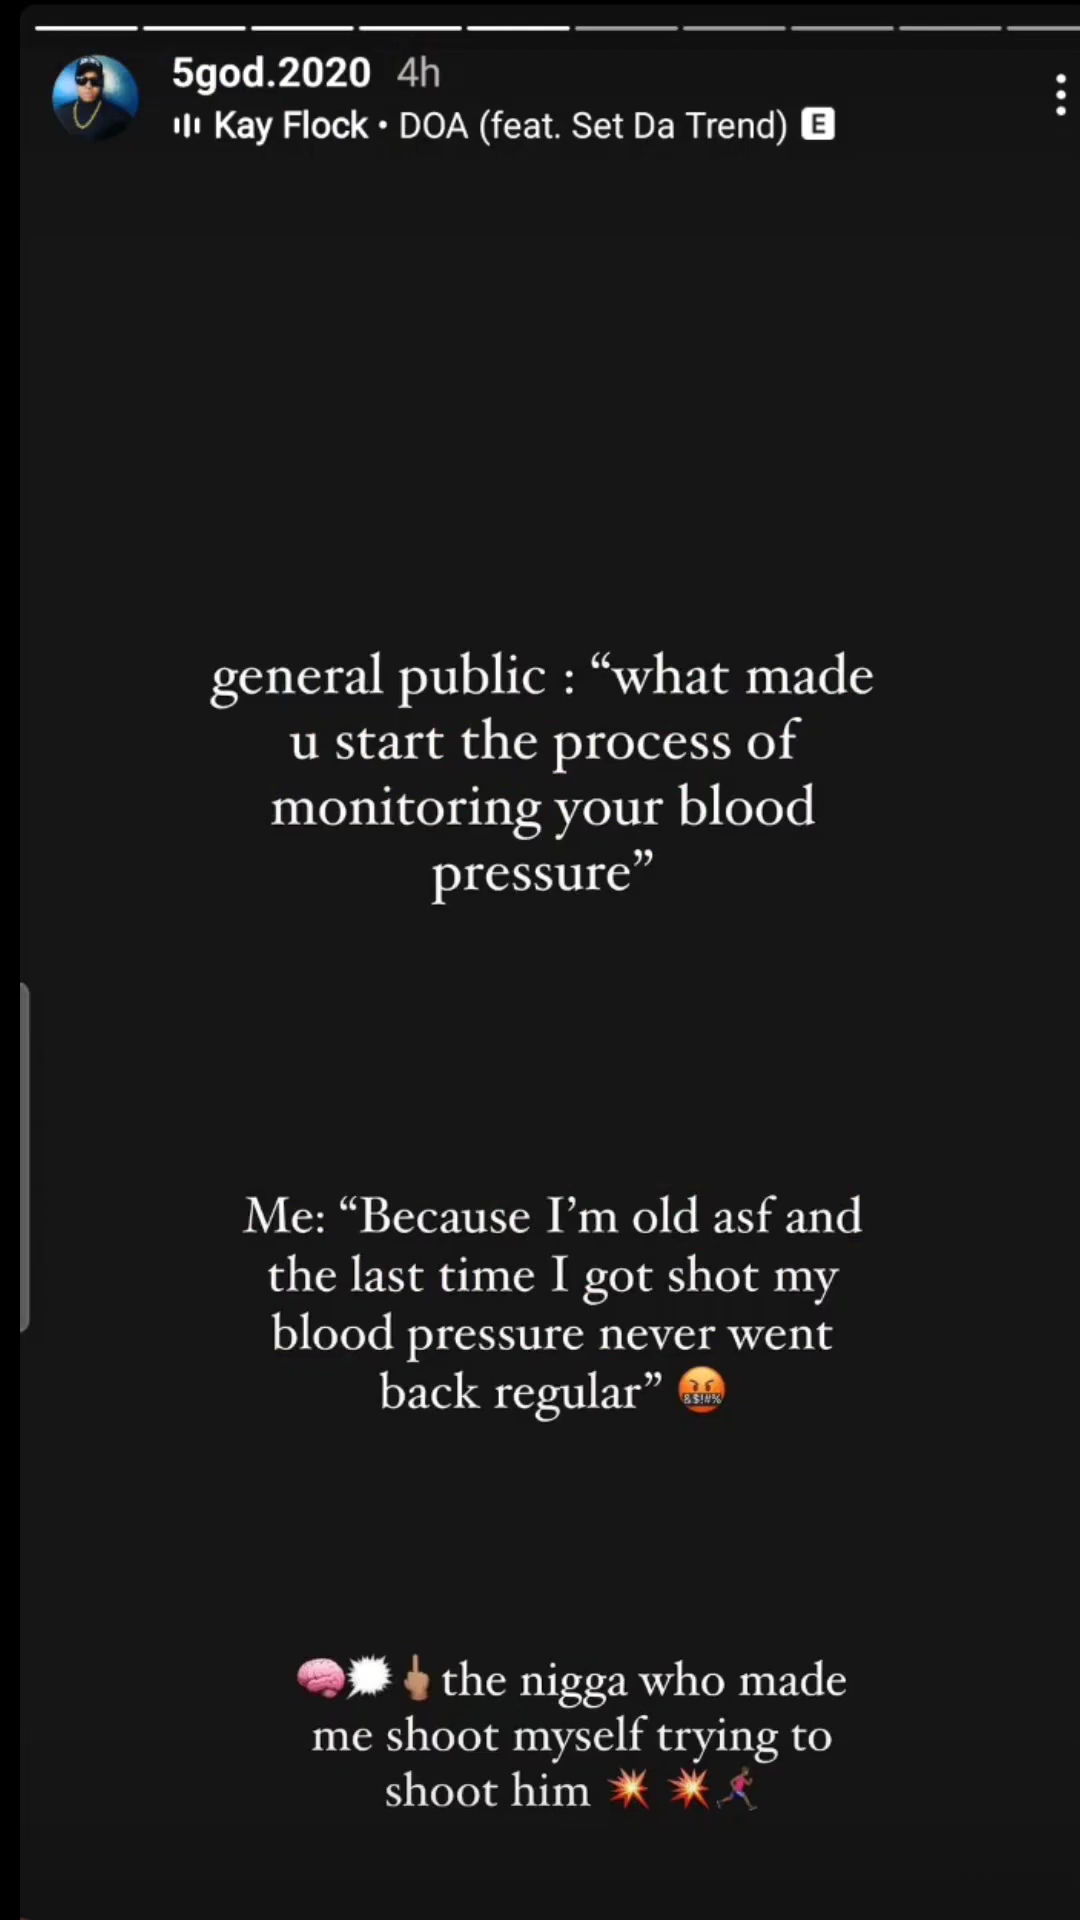 5god.2020 4h
Kay Flock • DOA (feat. Set Da Trend) E
general public : “what made
u start the process of
monitoring your blood
pressure”
Me: “Because I’m old asf and
the last time I got shot my
blood pressure never went
back regular” 🤬
🧠🗯️🖕🏽the nigga who made
me shoot myself trying to
shoot him 💥 💥🏃🏾‍♂️